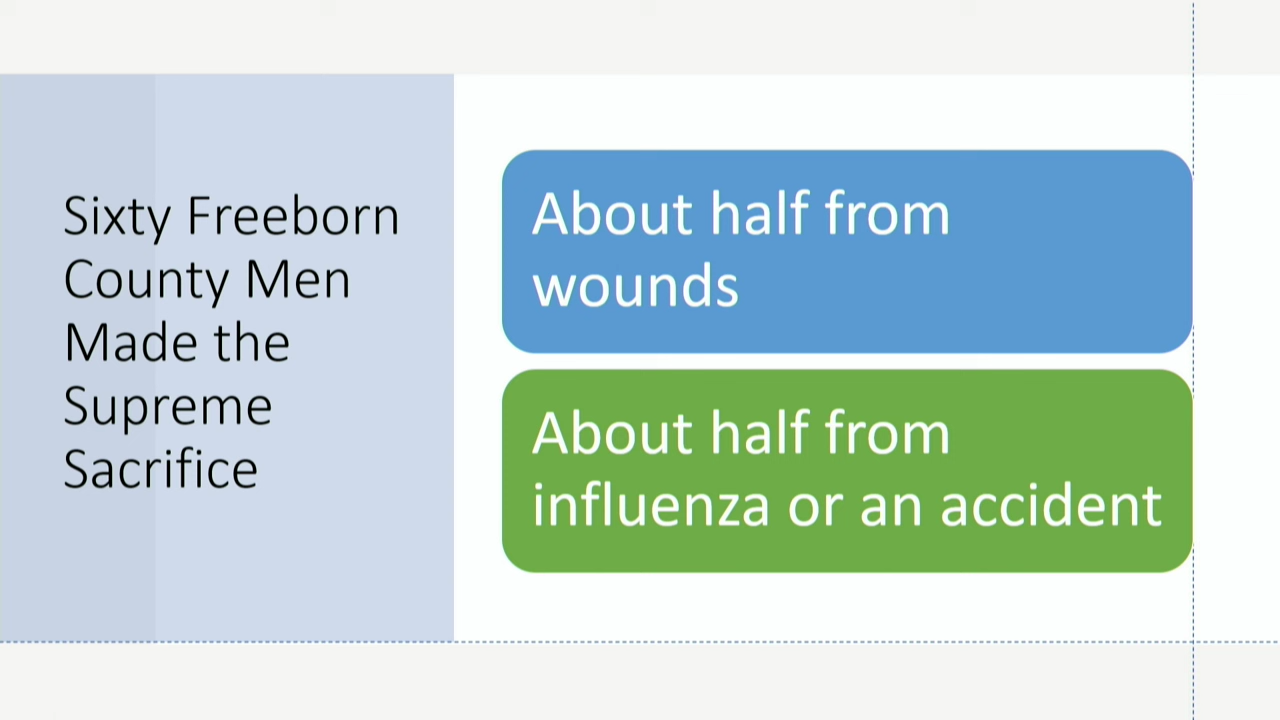 Sixty Freeborn
County Men
Made the
Supreme
Sacrifice
About half from
wounds
About half from
influenza or an accident